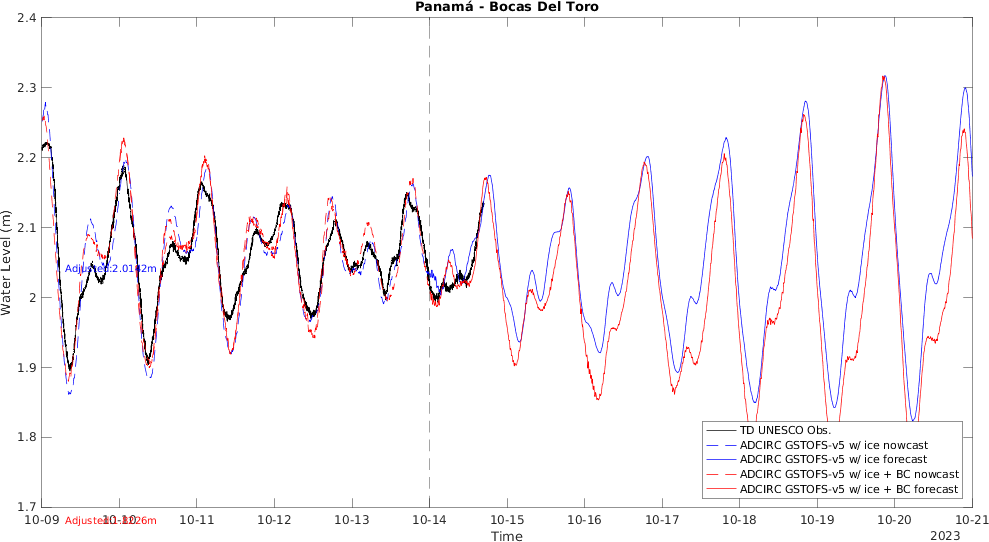 Panamá - Bocas Del Toro
2.4
2.3
2.2
2.1
2
1.9
1.8
1.7
Water Level (m)
Adjusted:2.0142m
TD UNESCO Obs.
ADCIRC GSTOFS-v5 w/ ice nowcast
ADCIRC GSTOFS-v5 w/ ice forecast
ADCIRC GSTOFS-v5 w/ ice + BC nowcast
ADCIRC GSTOFS-v5 w/ ice + BC forecast
10-09 10-10 10-11 10-12 10-13 10-14 10-15 10-16 10-17 10-18 10-19 10-20 10-21
Time
2023